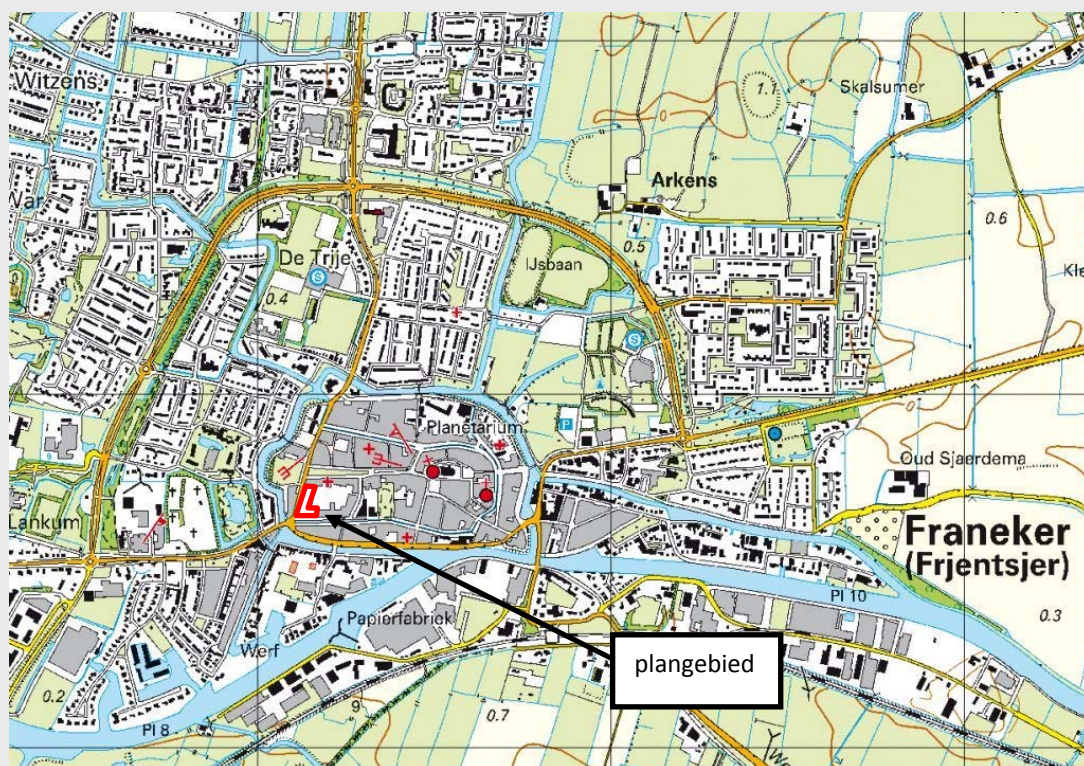 Witzens
War
De Trije
S
0.4
1.1
Skalsumer
Arkens
0.6
0.5
IJsbaan
S
Planetarium
P
Oud Sjaerdema
Lankum
Franeker
(Frjentsjer)
Pl 10
0.3
Papierfabriek
Werf
plangebied
0.2
9
0.7
Pl 8